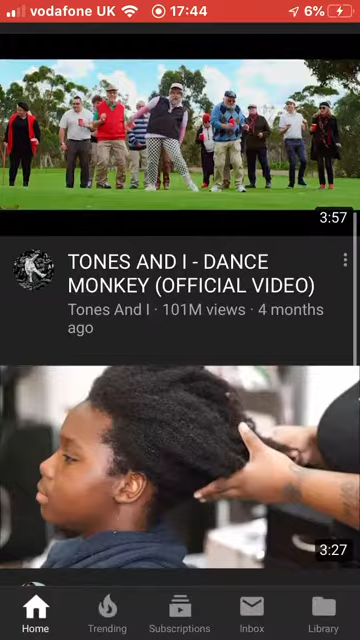 vodafone UK 17:44 6%
3:57
TONES AND I - DANCE
MONKEY (OFFICIAL VIDEO)
Tones And I · 101M views · 4 months
ago
3:27
Home Trending Subscriptions Inbox Library